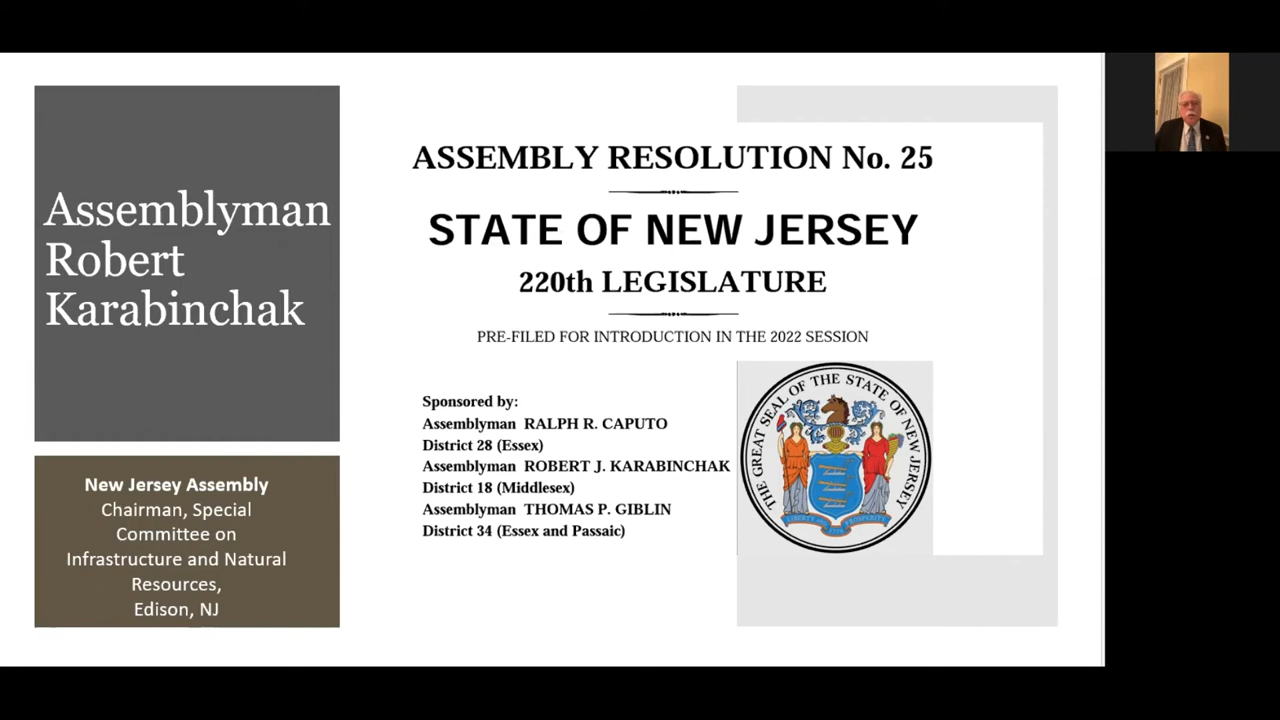 Assemblyman
Robert
Karabinchak
New Jersey Assembly
Chairman, Special
Committee on
Infrastructure and Natural
Resources,
Edison, NJ
ASSEMBLY RESOLUTION No. 25
STATE OF NEW JERSEY
220th LEGISLATURE
PRE-FILED FOR INTRODUCTION IN THE 2022 SESSION
Sponsored by:
Assemblyman RALPH R. CAPUTO
District 28 (Essex)
Assemblyman ROBERT J. KARABINCHAK
District 18 (Middlesex)
Assemblyman THOMAS P. GIBLIN
District 34 (Essex and Passaic)
THE GREAT SEAL OF THE STATE OF NEW JERSEY
LIBERTY AND PROSPERITY